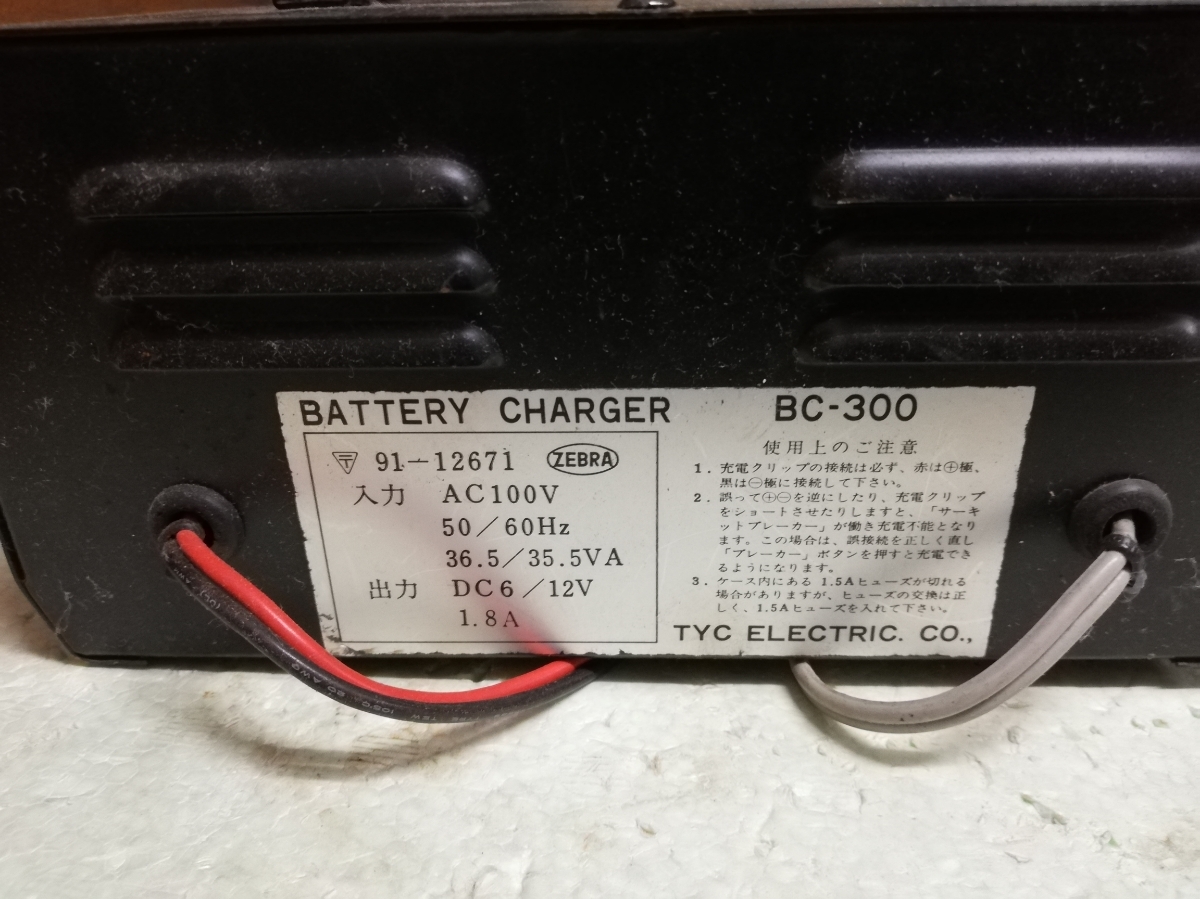 BATTERY CHARGER BC-300
〒 91-12671 ZEBRA
入力 AC100V
50/60Hz
36.5/35.5VA
出力 DC6/12V
1.8A
使用上のご注意
1. 充電クリップの接続は必ず、赤は⊕極、
黒は⊖極に接続して下さい。
2. 誤って⊕⊖を逆にしたり、充電クリップ
をショートさせたりしますと、「サーキ
ットブレーカー」が働き充電不能となり
ます。この場合は、誤接続を正しく直し
「ブレーカー」ボタンを押すと充電でき
るようになります。
3. ケース内にある 1.5Aヒューズが切れる
場合がありますが、ヒューズの交換は正
しく、1.5Aヒューズを入れて下さい。
TYC ELECTRIC. CO.,
105°C